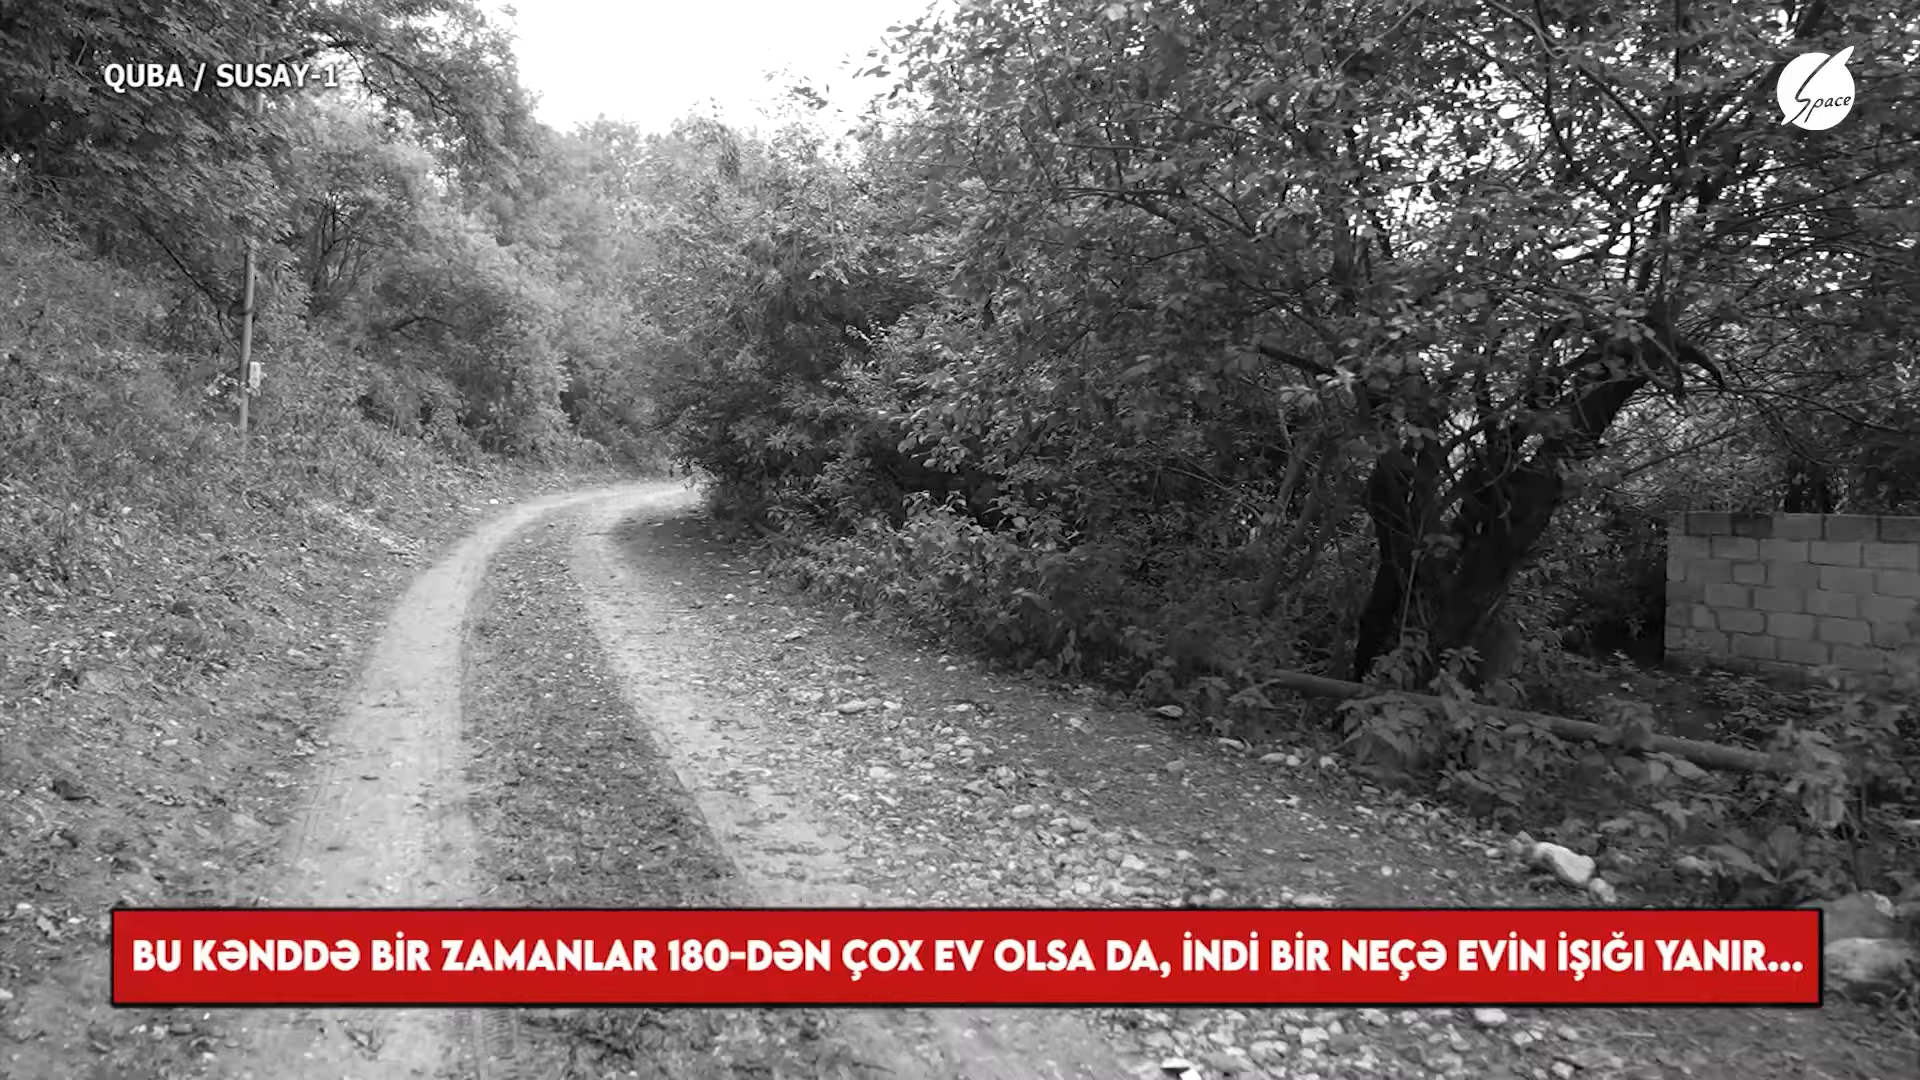 QUBA / SUSAY-1
Space
BU KƏNDDƏ BİR ZAMANLAR 180-DƏN ÇOX EV OLSA DA, İNDİ BİR NEÇƏ EVİN İŞIĞI YANIR...